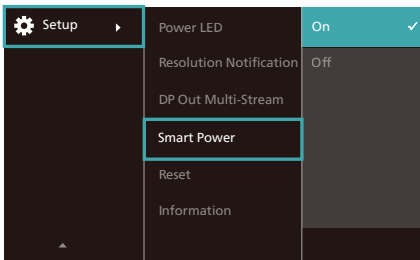 Setup
Power LED
Resolution Notification
DP Out Multi-Stream
Smart Power
Reset
Information
On
Off